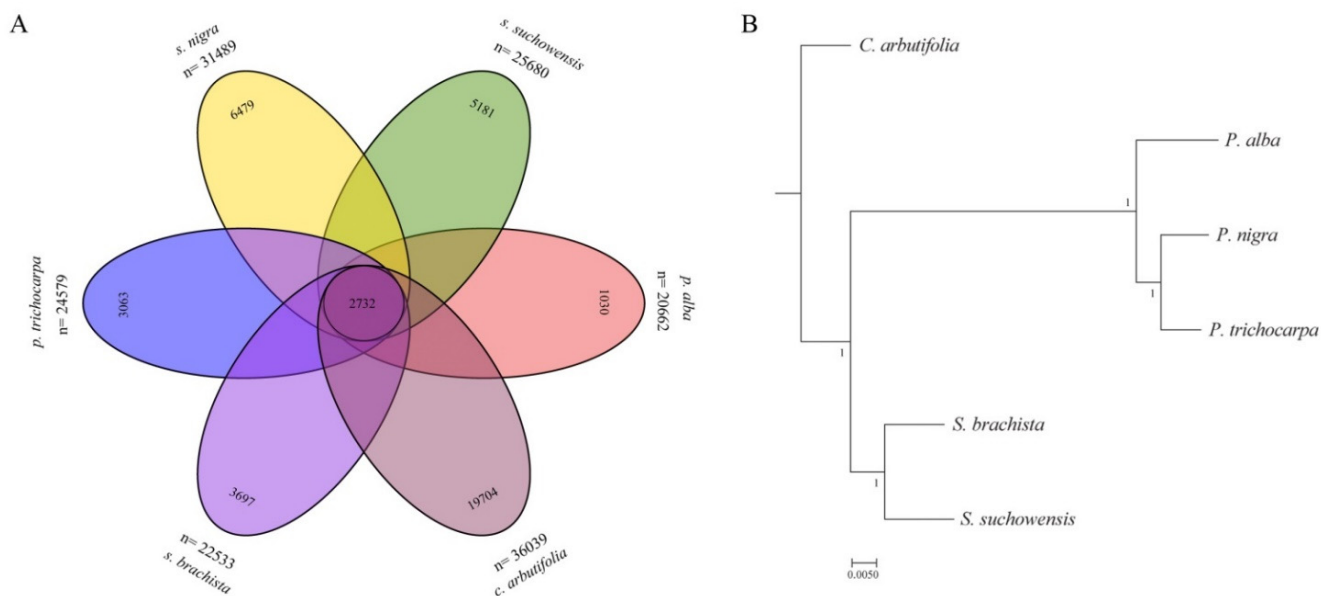 A
s. nigra
n= 31489
6479
s. suchowensis
n= 25680
5181
p. trichocarpa
n= 24579
3063
2732
1030
p. alba
n= 20662
3697
n= 22533
s. brachista
19704
n= 36039
c. arbutifolia
B
C. arbutifolia
P. alba
1
P. nigra
1
P. trichocarpa
1
S. brachista
1
S. suchowensis
0.0050